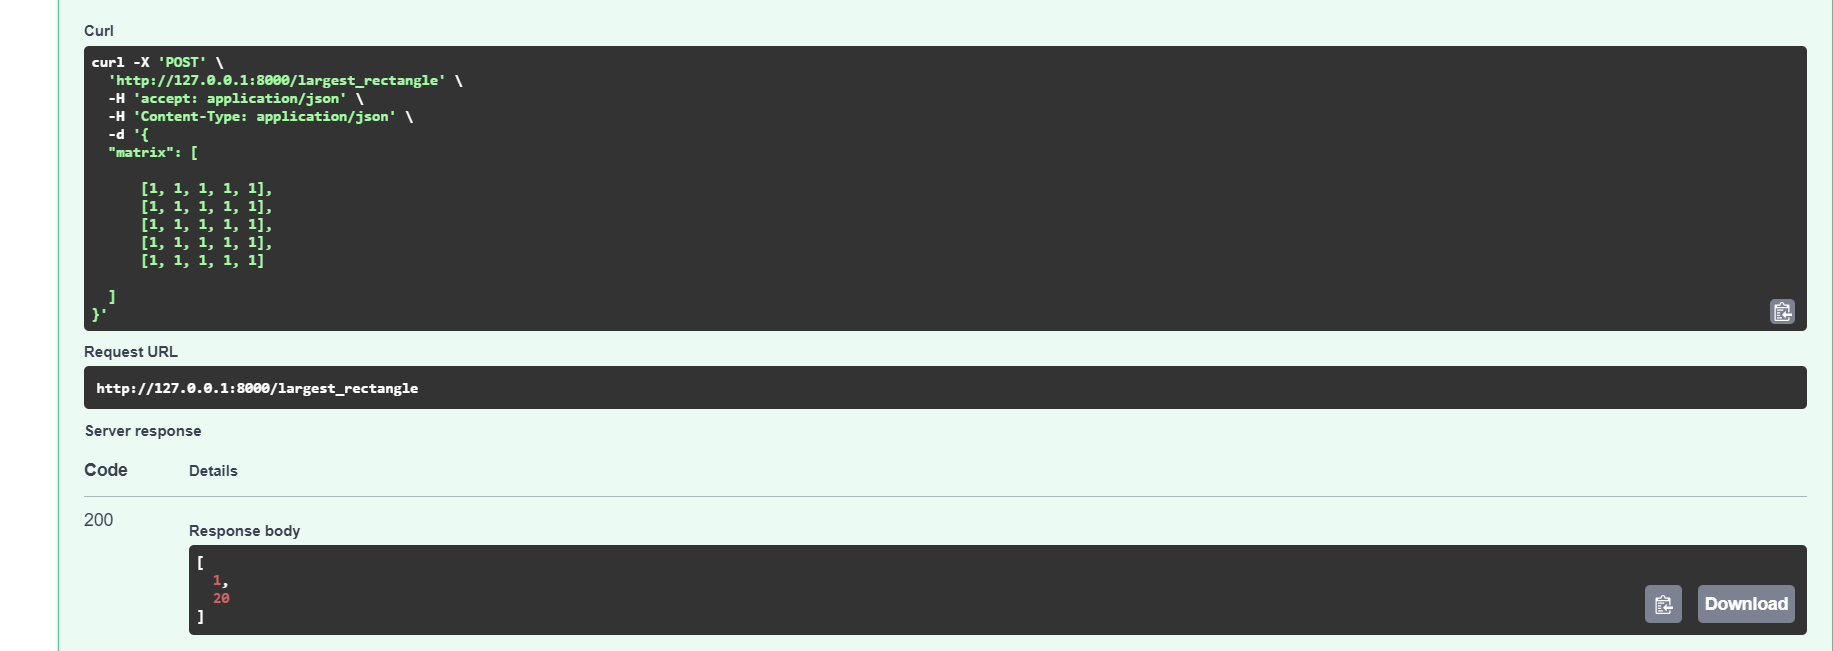 Curl
curl -X 'POST' \
  'http://127.0.0.1:8000/largest_rectangle' \
  -H 'accept: application/json' \
  -H 'Content-Type: application/json' \
  -d '{
  "matrix": [
      [1, 1, 1, 1, 1],
      [1, 1, 1, 1, 1],
      [1, 1, 1, 1, 1],
      [1, 1, 1, 1, 1],
      [1, 1, 1, 1, 1]
  ]
}'
Request URL
http://127.0.0.1:8000/largest_rectangle
Server response
Code Details
200
Response body
[
  1,
  20
]
Download